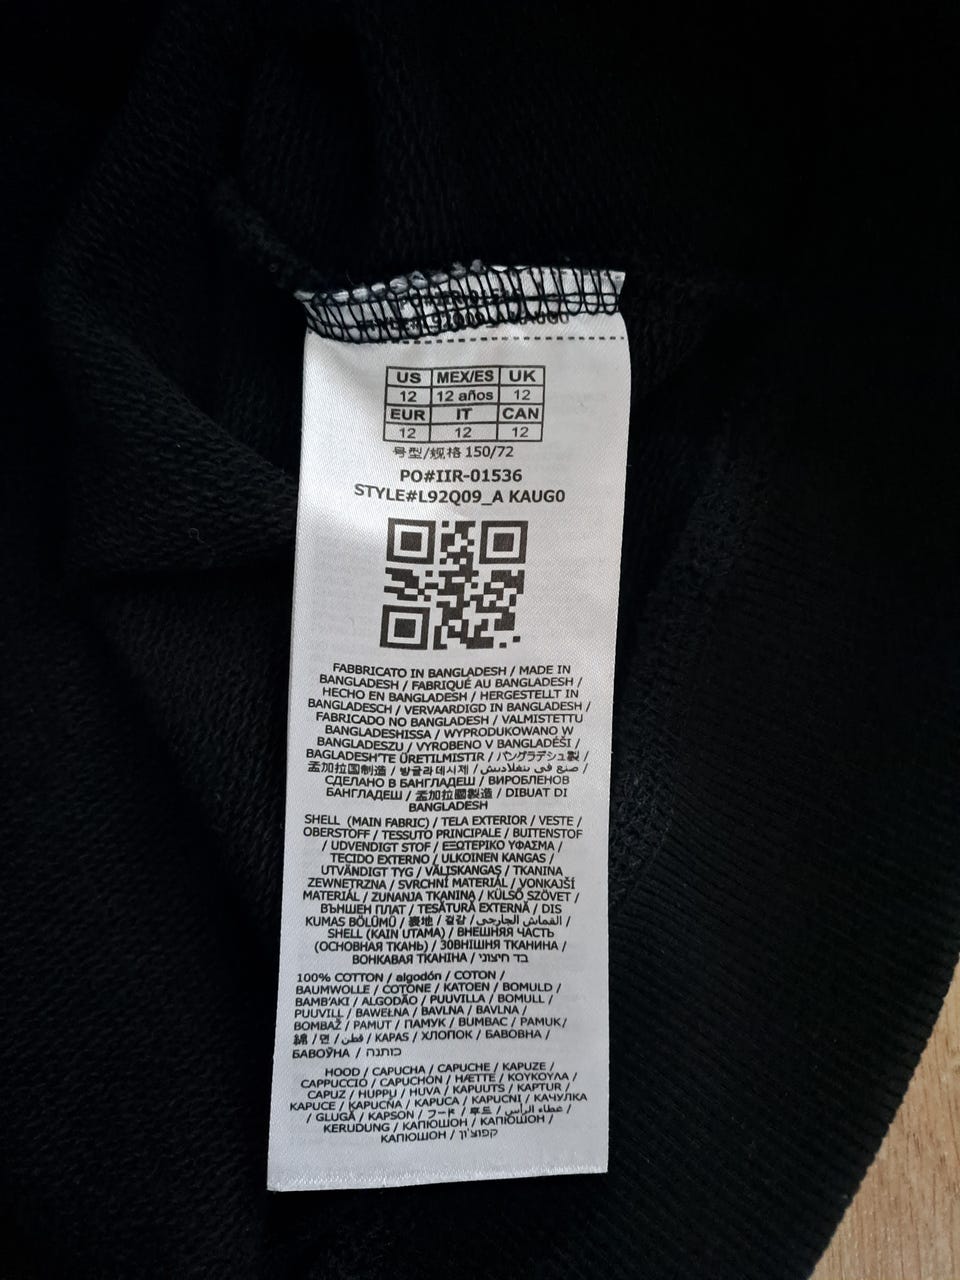 US MEX/ES UK
12 12 años 12
EUR IT CAN
12 12 12
号型/规格 150/72
PO#IIR-01536
STYLE#L92Q09_A KAUG0
FABBRICATO IN BANGLADESH / MADE IN
BANGLADESH / FABRIQUÉ AU BANGLADESH /
HECHO EN BANGLADESH / HERGESTELLT IN
BANGLADESCH / VERVAARDIGD IN BANGLADESH /
FABRICADO NO BANGLADESH / VALMISTETTU
BANGLADESHISSA / WYPRODUKOWANO W
BANGLADESZU / VYROBENO V BANGLADÉŠI /
BAGLADESH'TE ÜRETILMISTIR / バングラデシュ製 /
孟加拉国制造 / 방글라데시제 / صنع في بنغلاديش /
СДЕЛАНО В БАНГЛАДЕШ / ВИРОБЛЕНОВ
БАНГЛАДЕШ / 孟加拉國製造 / DIBUAT DI
BANGLADESH
SHELL (MAIN FABRIC) / TELA EXTERIOR / VESTE /
OBERSTOFF / TESSUTO PRINCIPALE / BUITENSTOF
/ UDVENDIGT STOF / ΕΞΩΤΕΡΙΚΟ ΥΦΑΣΜΑ /
TECIDO EXTERNO / ULKOINEN KANGAS /
UTVÄNDIGT TYG / VÄLISKANGAS / TKANINA
ZEWNĘTRZNA / SVRCHNÍ MATERIÁL / VONKAJŠÍ
MATERIÁL / ZUNANJA TKANINA / KÜLSŐ SZÖVET /
ВЪНШЕН ПЛАТ / TESĂTURĂ EXTERNĂ / DIS
KUMAS BÖLÜMÜ / 表地 / 겉감 / القماش الخارجي /
SHELL (KAIN UTAMA) / ВНЕШНЯЯ ЧАСТЬ
(ОСНОВНАЯ ТКАНЬ) / ЗОВНІШНЯ ТКАНИНА /
ВОНКАВАЯ ТКАНІНА / בד חיצוני
100% COTTON / algodón / COTON /
BAUMWOLLE / COTONE / KATOEN / BOMULD /
BAMB'AKI / ALGODÃO / PUUVILLA / BOMULL /
PUUVILL / BAWEŁNA / BAVLNA / BAVLNA /
BOMBAŽ / PAMUT / ПАМУК / BUMBAC / PAMUK/
綿 / 면 / قطن / KAPAS / ХЛОПОК / БАВОВНА /
БАВОЎНА / כותנה
HOOD / CAPUCHA / CAPUCHE / KAPUZE /
CAPPUCCIO / CAPUCHON / HÆTTE / ΚΟΥΚΟΥΛΑ /
CAPUZ / HUPPU / HUVA / KAPUUTS / KAPTUR /
KAPUCE / KAPUCŇA / KAPUCA / KAPUCNI / КАЧУЛКА
/ GLUGĂ / KAPSON / フード / 후드 / غطاء الرأس /
KERUDUNG / КАПЮШОН / КАПЮШОН /
КАПЮШОН / קפוצ'ון